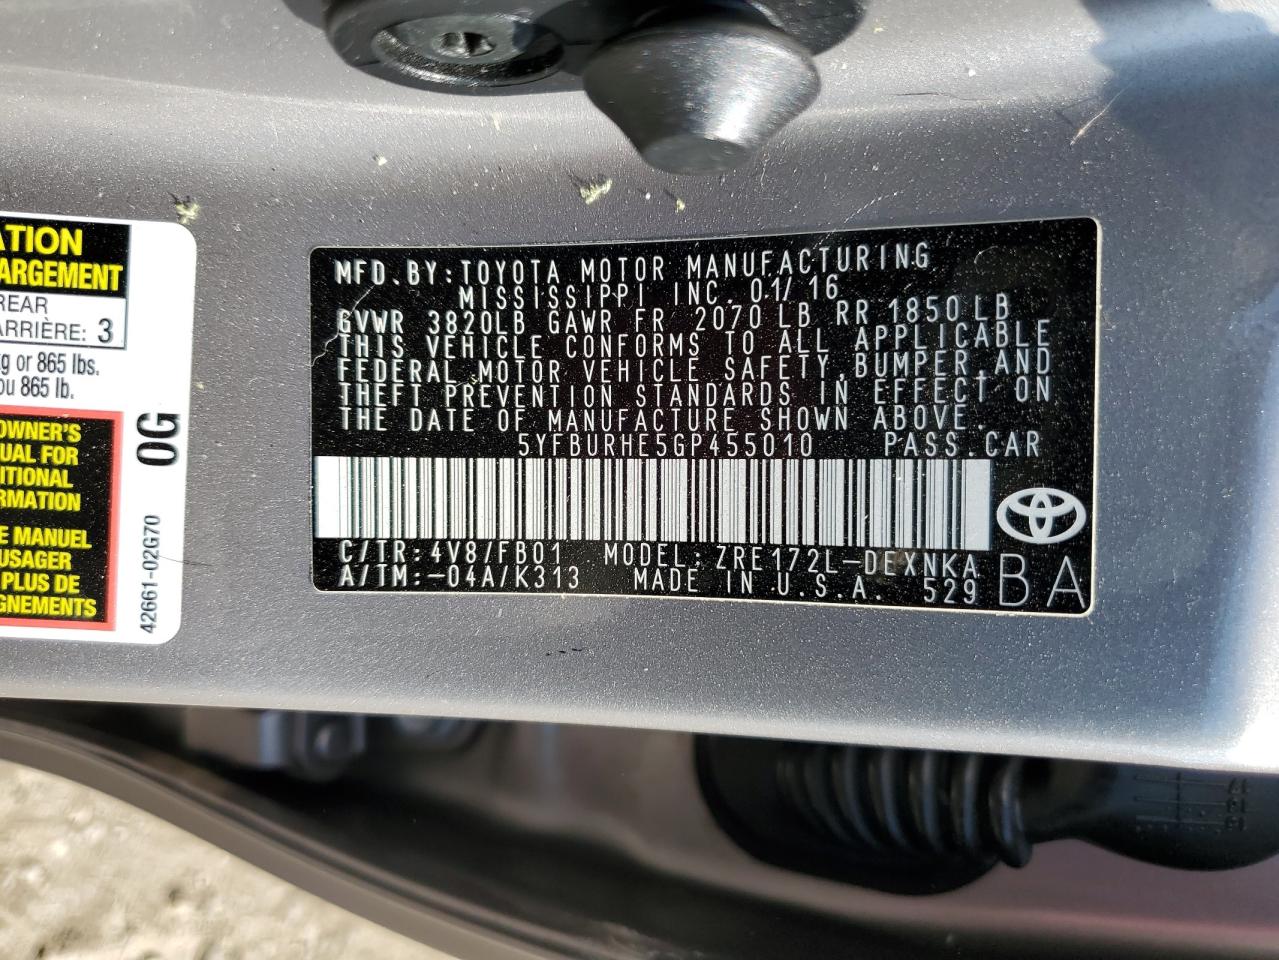 ATION
ARGEMENT
REAR
ARRIÈRE: 3
kg or 865 lbs.
ou 865 lb.
OWNER'S
UAL FOR
ITIONAL
RMATION
E MANUEL
USAGER
PLUS DE
GNEMENTS
0G
42661-02G70
MFD.BY:TOYOTA MOTOR MANUFACTURING
MISSISSIPPI INC. 01/16
GVWR 3820LB GAWR FR 2070LB RR 1850LB
THIS VEHICLE CONFORMS TO ALL APPLICABLE
FEDERAL MOTOR VEHICLE SAFETY,BUMPER,AND
THEFT PREVENTION STANDARDS IN EFFECT ON
THE DATE OF MANUFACTURE SHOWN ABOVE.
5YFBURHE5GP455010 PASS.CAR
C/TR:4V8/FB01 MODEL:ZRE172L-DEXNKA
A/TM:-04A/K313 MADE IN U.S.A. 529
BA